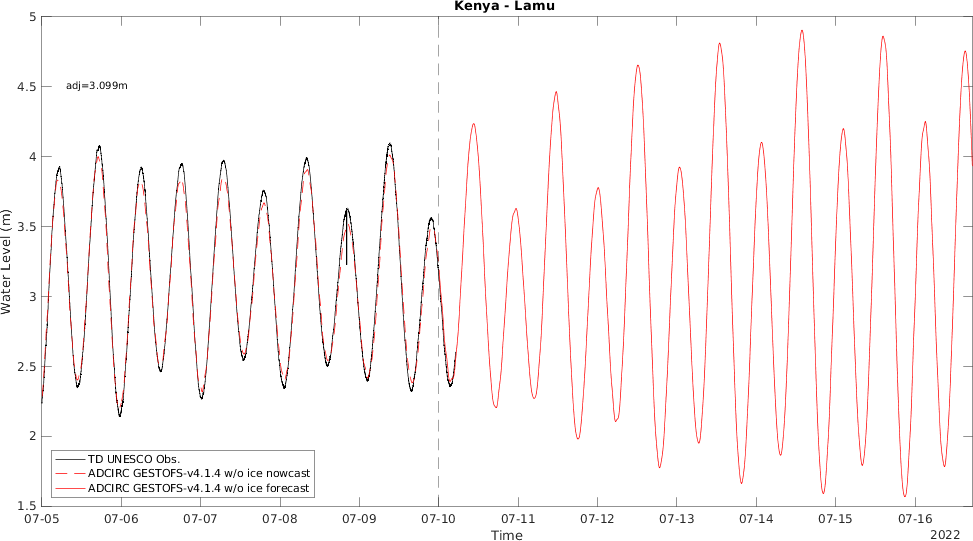 Kenya - Lamu
5
4.5
adj=3.099m
4
3.5
Water Level (m)
3
2.5
2
TD UNESCO Obs.
ADCIRC GESTOFS-v4.1.4 w/o ice nowcast
ADCIRC GESTOFS-v4.1.4 w/o ice forecast
1.5
07-05 07-06 07-07 07-08 07-09 07-10 07-11 07-12 07-13 07-14 07-15 07-16
Time
2022